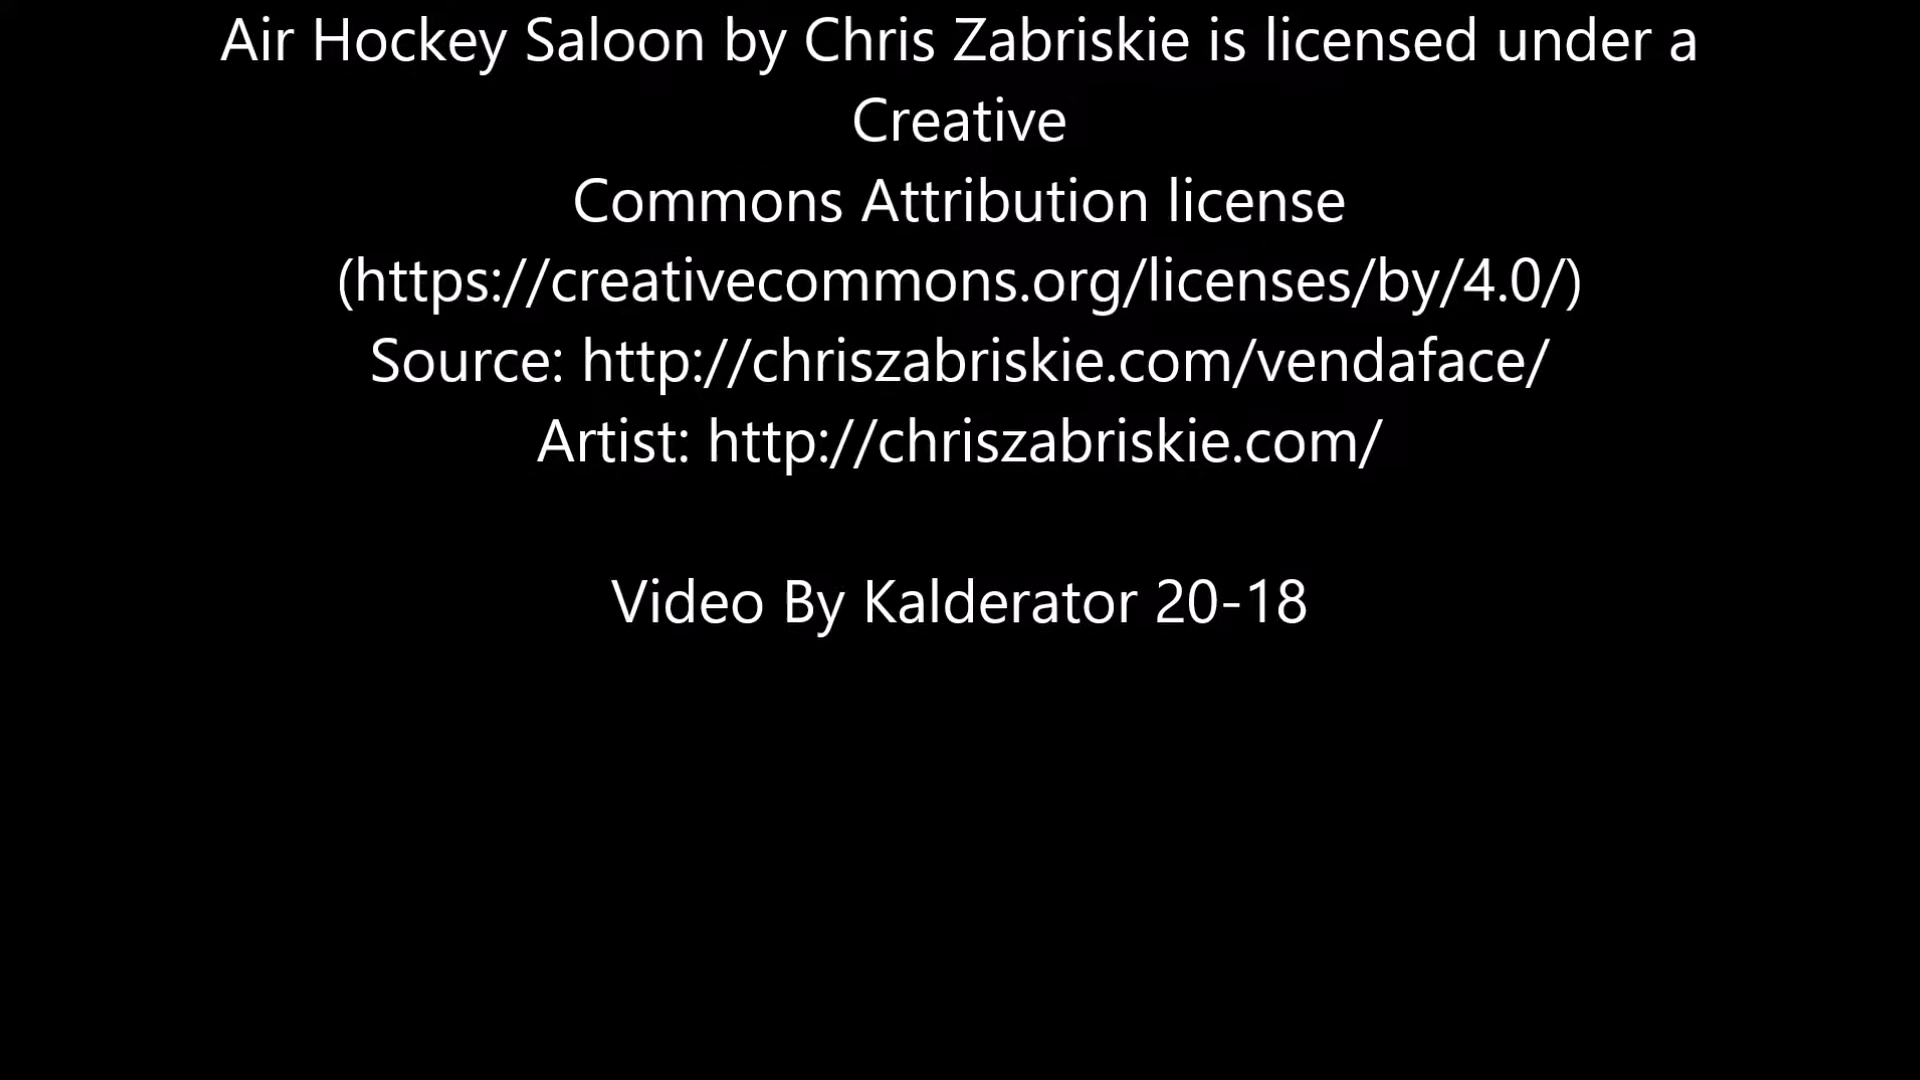 Air Hockey Saloon by Chris Zabriskie is licensed under a
Creative
Commons Attribution license
(https://creativecommons.org/licenses/by/4.0/)
Source: http://chriszabriskie.com/vendaface/
Artist: http://chriszabriskie.com/
Video By Kalderator 20-18